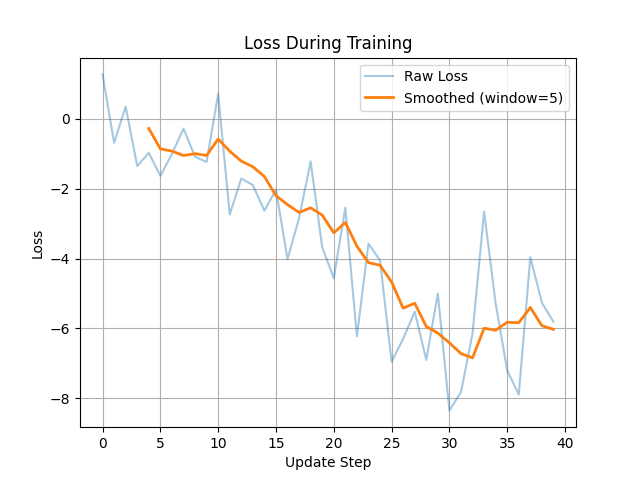 Loss During Training
Raw Loss
Smoothed (window=5)
Loss
0
−2
−4
−6
−8
0 5 10 15 20 25 30 35 40
Update Step